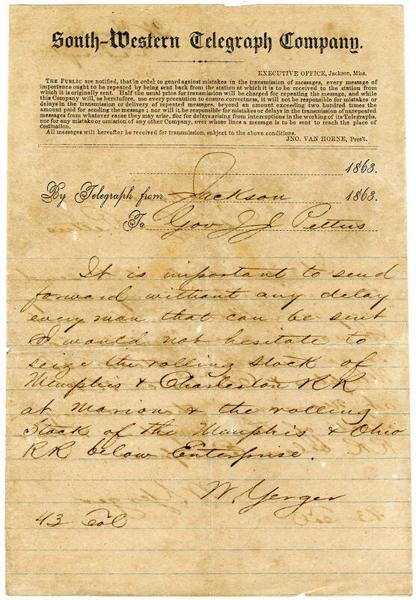 South-Western Telegraph Company.
EXECUTIVE OFFICE, Jackson, Miss.
THE PUBLIC are notified, that in order to guard against mistakes in the transmission of messages, every message of
importance ought to be repeated by being sent back from the station at which it is to be received to the station from
which it is originally sent. Half the usual price for transmission will be charged for repeating the message, and while
this Company will, as heretofore, use every precaution to ensure correctness, it will not be responsible for mistakes or
delays in the transmission or delivery of repeated messages, beyond an amount exceeding two hundred times the
amount paid for sending the message; nor will it be responsible for mistakes or delays in the transmission of unrepeated
messages from whatever cause they may arise, nor for delays arising from interruptions in the working of its Telegraphs,
nor for any mistake or omission of any other Company, over whose lines a message is to be sent to reach the place of
destination.
All messages will hereafter be received for transmission, subject to the above conditions.
JNO. VAN HORNE, Pres't.
1863.
By Telegraph from Jackson 1863.
To Gov J J Pettus
It is important to send
forward without any delay
every man that can be sent
I would not hesitate to
seize the rolling stock of
Memphis & Charleston RR
at Marion & the rolling
Stock of the Memphis & Ohio
RR below Enterprise.
W. Yerger
43 Col